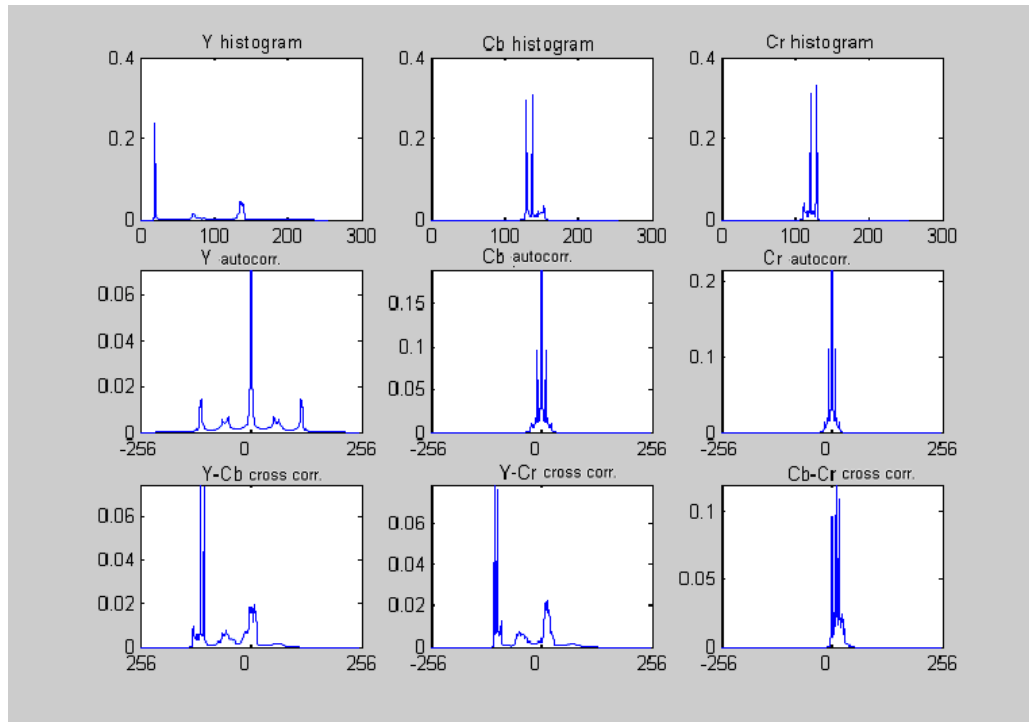 Y histogram
Cb histogram
Cr histogram
0.4
0.2
0
0 100 200 300
0.4
0.2
0
0 100 200 300
0.4
0.2
0
0 100 200 300
Y autocorr.
Cb autocorr.
Cr autocorr.
0.06
0.04
0.02
0
-256 0 256
0.15
0.1
0.05
0
-256 0 256
0.2
0.1
0
-256 0 256
Y-Cb cross corr.
Y-Cr cross corr.
Cb-Cr cross corr.
0.06
0.04
0.02
0
256 0 256
0.06
0.04
0.02
0
-256 0 256
0.1
0.05
0
-256 0 256